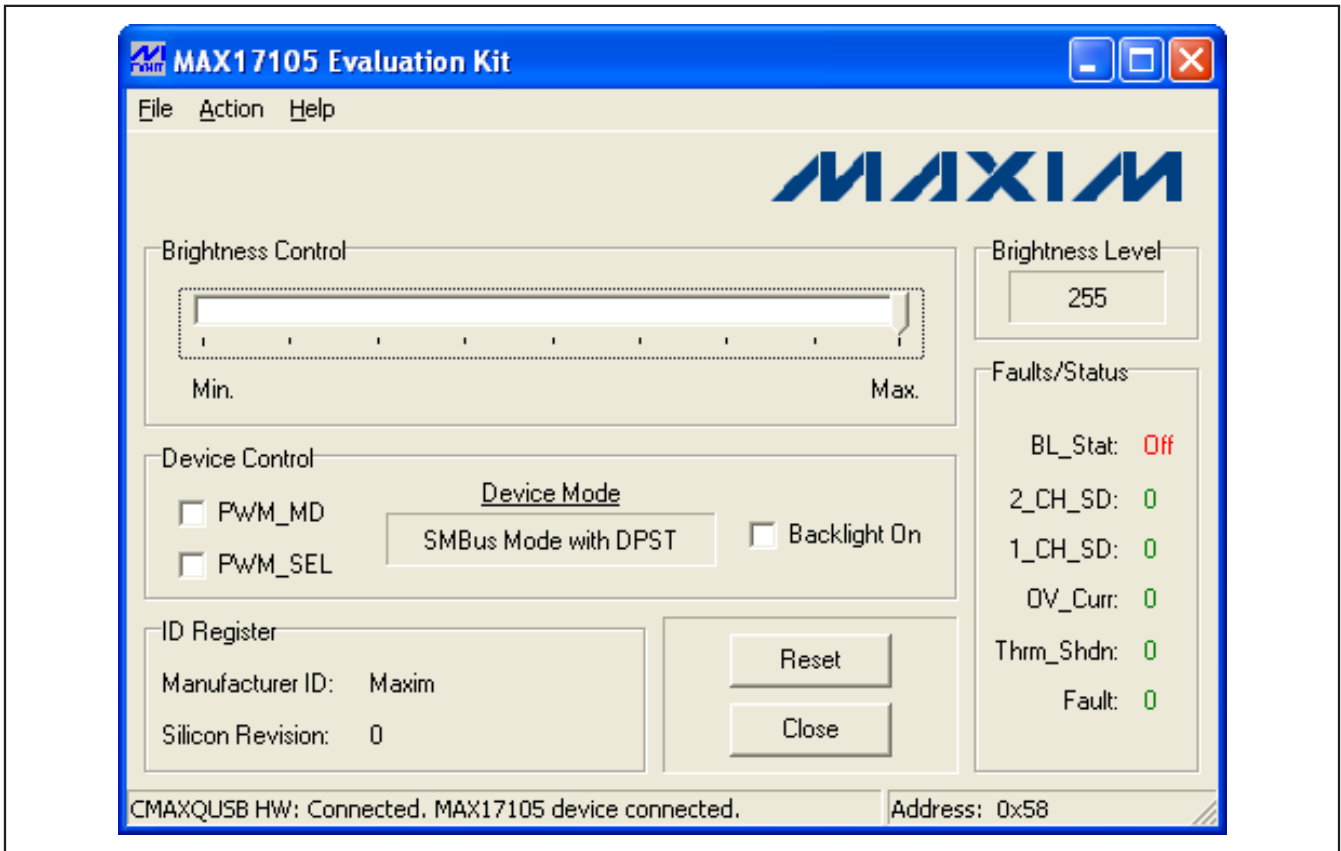 MAX17105 Evaluation Kit
File Action Help
MAXIM
Brightness Control
Min. Max.
Brightness Level
255
Device Control
PWM_MD
PWM_SEL
Device Mode
SMBus Mode with DPST
Backlight On
Faults/Status
BL_Stat: Off
2_CH_SD: 0
1_CH_SD: 0
OV_Curr: 0
Thrm_Shdn: 0
Fault: 0
ID Register
Manufacturer ID: Maxim
Silicon Revision: 0
Reset
Close
CMAXQUSB HW: Connected. MAX17105 device connected.
Address: 0x58